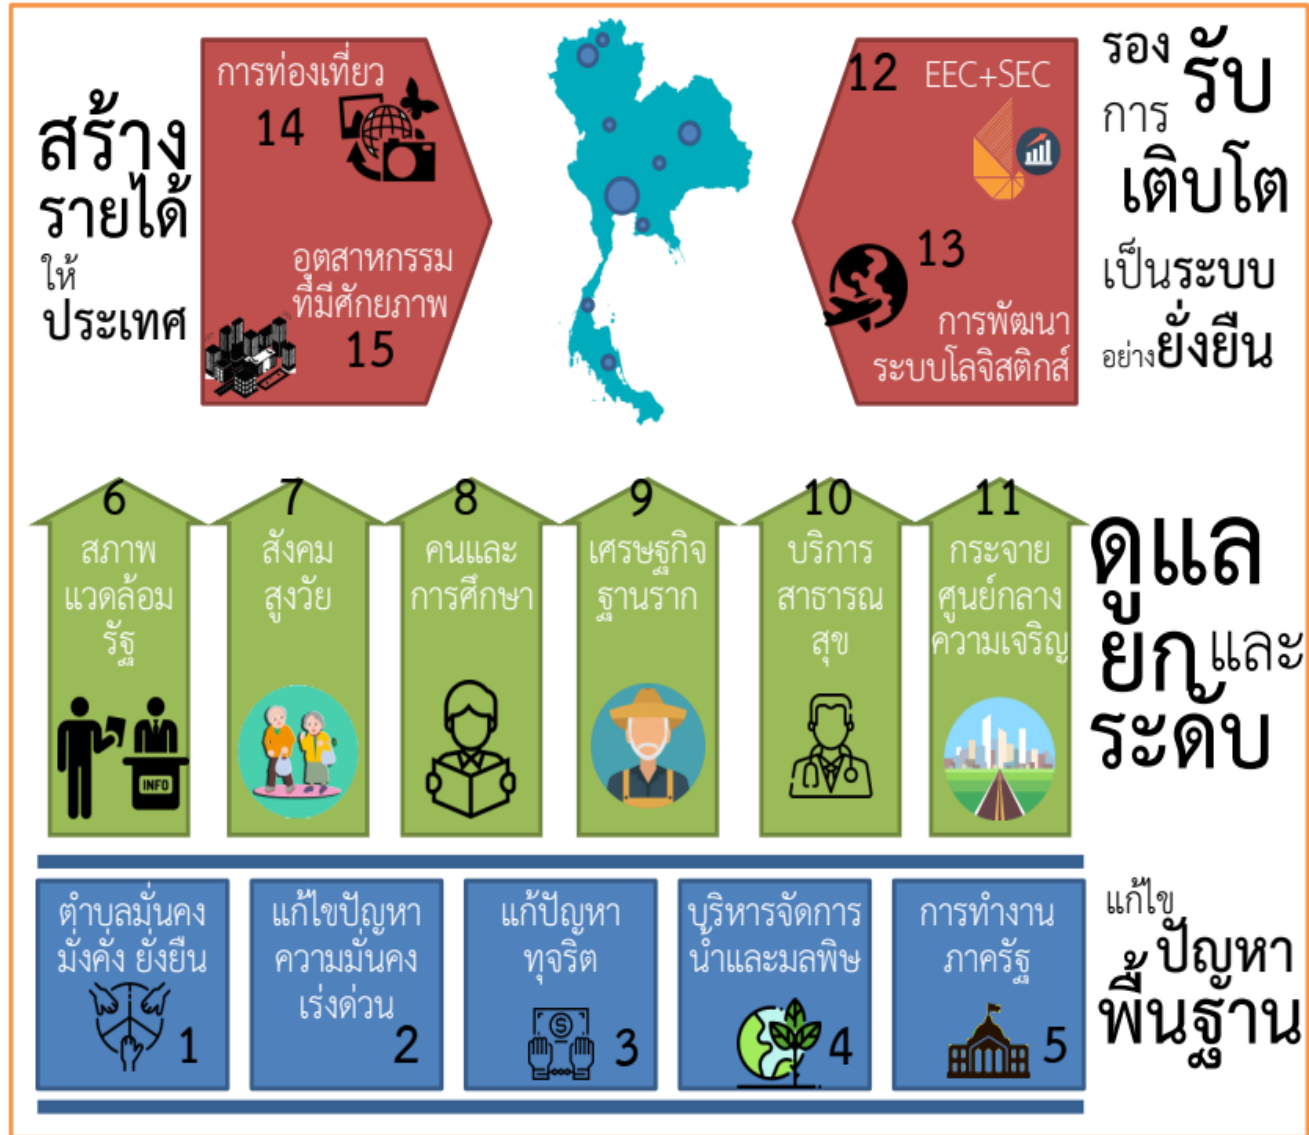 สร้าง
รายได้
ให้
ประเทศ
การท่องเที่ยว
14
อุตสาหกรรม
ที่มีศักยภาพ
15
12 EEC+SEC
13
การพัฒนา
ระบบโลจิสติกส์
รองรับ
การ
เติบโต
เป็นระบบ
อย่างยั่งยืน
6
สภาพ
แวดล้อม
รัฐ
INFO
7
สังคม
สูงวัย
8
คนและ
การศึกษา
9
เศรษฐกิจ
ฐานราก
10
บริการ
สาธารณ
สุข
11
กระจาย
ศูนย์กลาง
ความเจริญ
ดูแล
และ
ยก
ระดับ
ตำบลมั่นคง
มั่งคั่ง ยั่งยืน
1
แก้ไขปัญหา
ความมั่นคง
เร่งด่วน
2
แก้ปัญหา
ทุจริต
$
3
บริหารจัดการ
น้ำและมลพิษ
4
การทำงาน
ภาครัฐ
5
แก้ไข
ปัญหา
พื้นฐาน